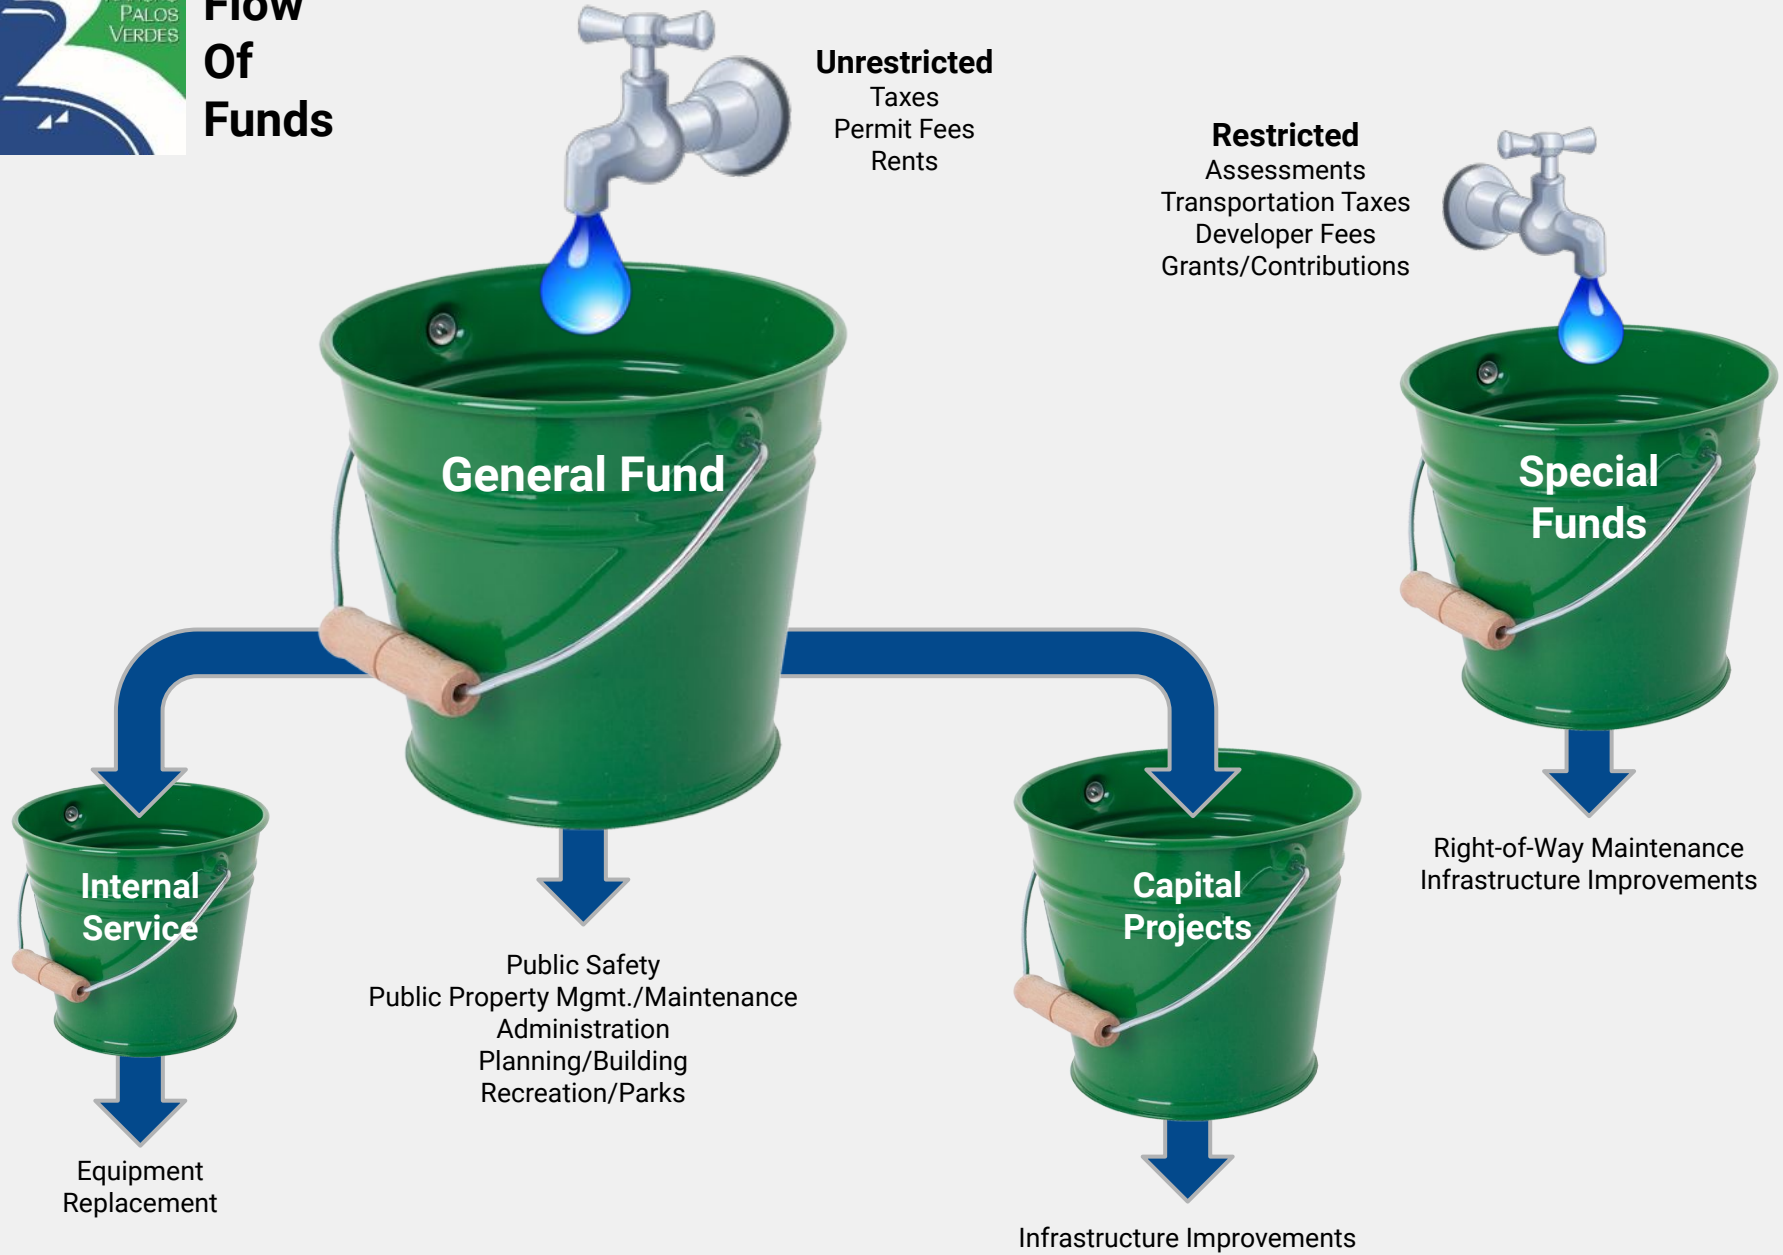 PALOS
VERDES
Flow
Of
Funds
Unrestricted
Taxes
Permit Fees
Rents
Restricted
Assessments
Transportation Taxes
Developer Fees
Grants/Contributions
General Fund
Special
Funds
Internal
Service
Capital
Projects
Right-of-Way Maintenance
Infrastructure Improvements
Public Safety
Public Property Mgmt./Maintenance
Administration
Planning/Building
Recreation/Parks
Equipment
Replacement
Infrastructure Improvements